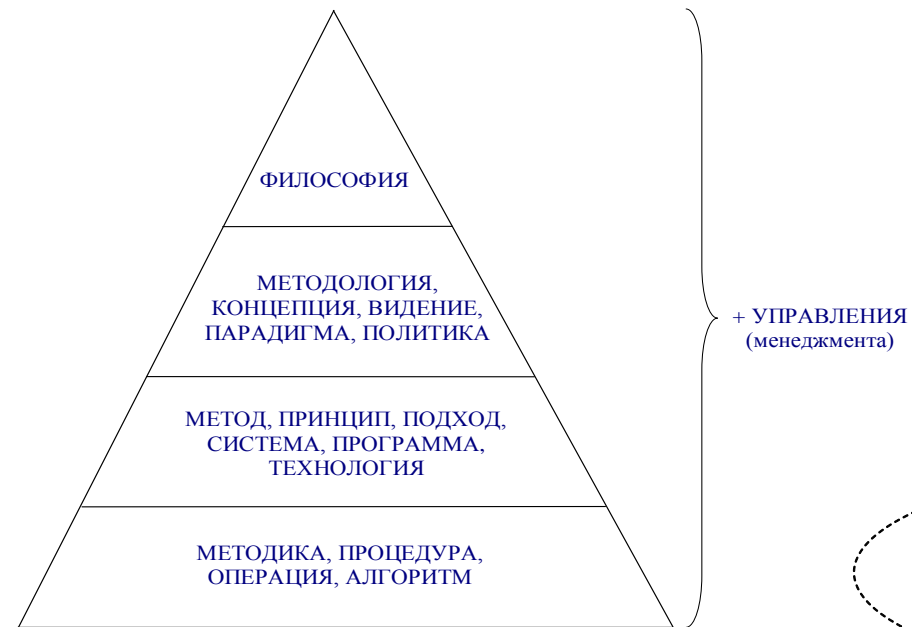 ФИЛОСОФИЯ
МЕТОДОЛОГИЯ,
КОНЦЕПЦИЯ, ВИДЕНИЕ,
ПАРАДИГМА, ПОЛИТИКА
МЕТОД, ПРИНЦИП, ПОДХОД,
СИСТЕМА, ПРОГРАММА,
ТЕХНОЛОГИЯ
МЕТОДИКА, ПРОЦЕДУРА,
ОПЕРАЦИЯ, АЛГОРИТМ
+ УПРАВЛЕНИЯ
(менеджмента)